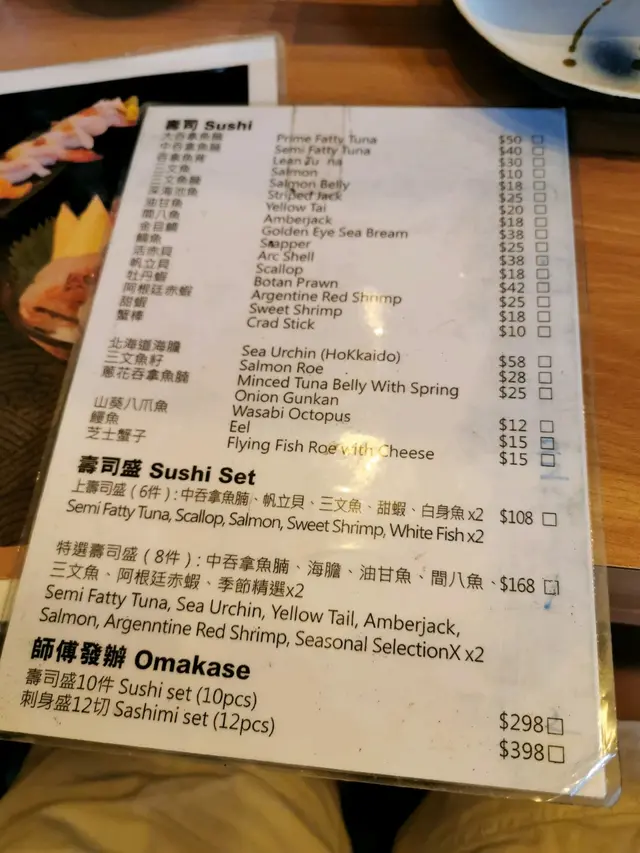 壽司 Sushi
大吞拿魚腩 Prime Fatty Tuna $50
中吞拿魚腩 Semi Fatty Tuna $40
吞拿魚背 Lean Tu na $30
三文魚 Salmon $10
三文魚腩 Salmon Belly $18
深海池魚 Striped Jack $25
油甘魚 Yellow Tai $20
間八魚 Amberjack $18
金目鯛 Golden Eye Sea Bream $38
鯛魚 Snapper $25
活赤貝 Arc Shell $38
帆立貝 Scallop $18
牡丹蝦 Botan Prawn $42
阿根廷赤蝦 Argentine Red Shrimp $25
甜蝦 Sweet Shrimp $18
蟹棒 Crad Stick $10
北海道海膽 Sea Urchin (HoKkaido) $58
三文魚籽 Salmon Roe $28
蔥花吞拿魚腩 Minced Tuna Belly With Spring $25
Onion Gunkan
山葵八爪魚 Wasabi Octopus $12
鰻魚 Eel $15
芝士蟹子 Flying Fish Roe with Cheese $15
壽司盛 Sushi Set
上壽司盛 (6件) : 中吞拿魚腩、帆立貝、三文魚、甜蝦、白身魚 x2 $108
Semi Fatty Tuna, Scallop, Salmon, Sweet Shrimp, White Fish x2
特選壽司盛 (8件) : 中吞拿魚腩、海膽、油甘魚、間八魚、 $168
三文魚、阿根廷赤蝦、季節精選x2
Semi Fatty Tuna, Sea Urchin, Yellow Tail, Amberjack,
Salmon, Argenntine Red Shrimp, Seasonal SelectionX x2
師傅發辦 Omakase
壽司盛10件 Sushi set (10pcs) $298
刺身盛12切 Sashimi set (12pcs) $398